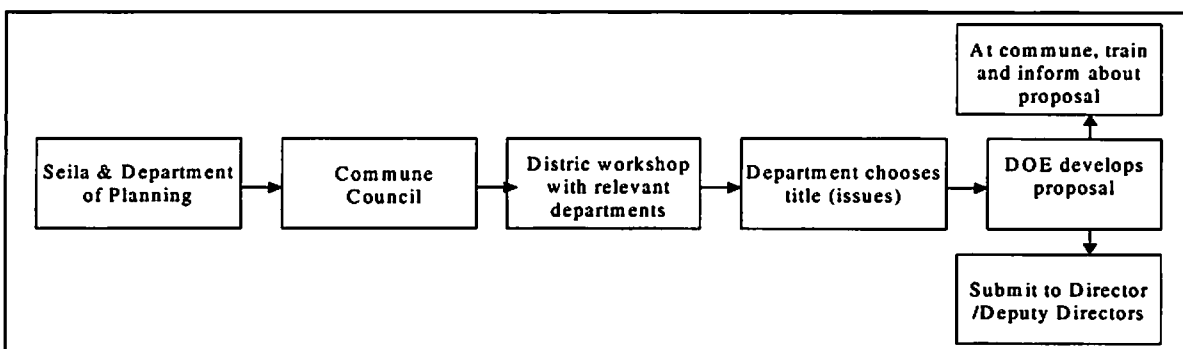 Seila & Department
of Planning
Commune
Council
Distric workshop
with relevant
departments
Department chooses
title (issues)
At commune, train
and inform about
proposal
DOE develops
proposal
Submit to Director
/Deputy Directors